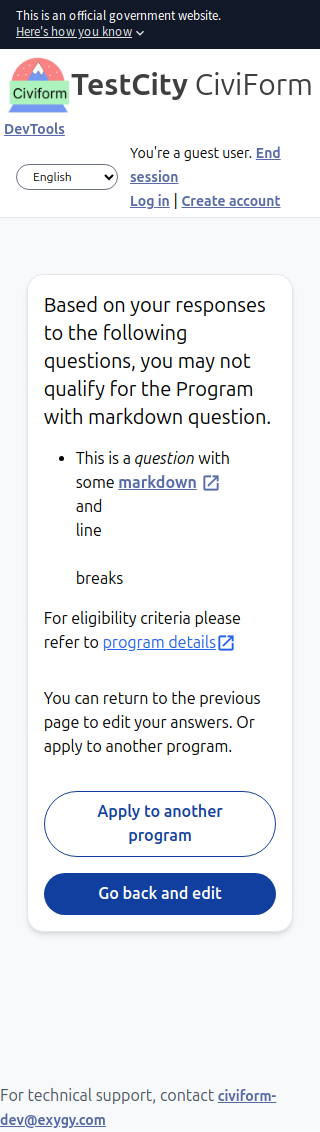 This is an official government website.
Here's how you know
Civiform
TestCity CiviForm
DevTools
English
You're a guest user. End
session
Log in | Create account
Based on your responses
to the following
questions, you may not
qualify for the Program
with markdown question.
• This is a question with
some markdown
and
line
breaks
For eligibility criteria please
refer to program details
You can return to the previous
page to edit your answers. Or
apply to another program.
Apply to another
program
Go back and edit
For technical support, contact civiform-
dev@exygy.com